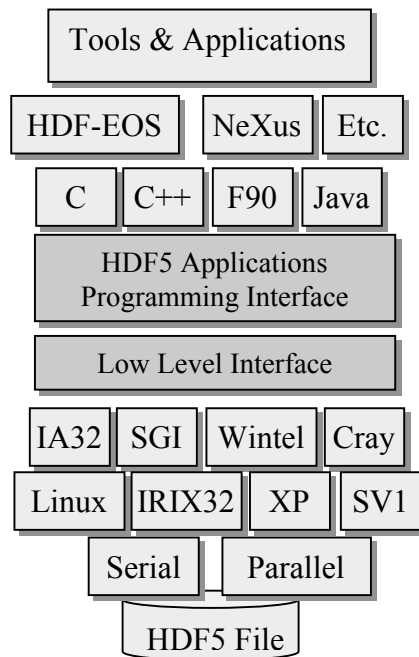 Tools & Applications
HDF-EOS NeXus Etc.
C C++ F90 Java
HDF5 Applications
Programming Interface
Low Level Interface
IA32 SGI Wintel Cray
Linux IRIX32 XP SV1
Serial Parallel
HDF5 File